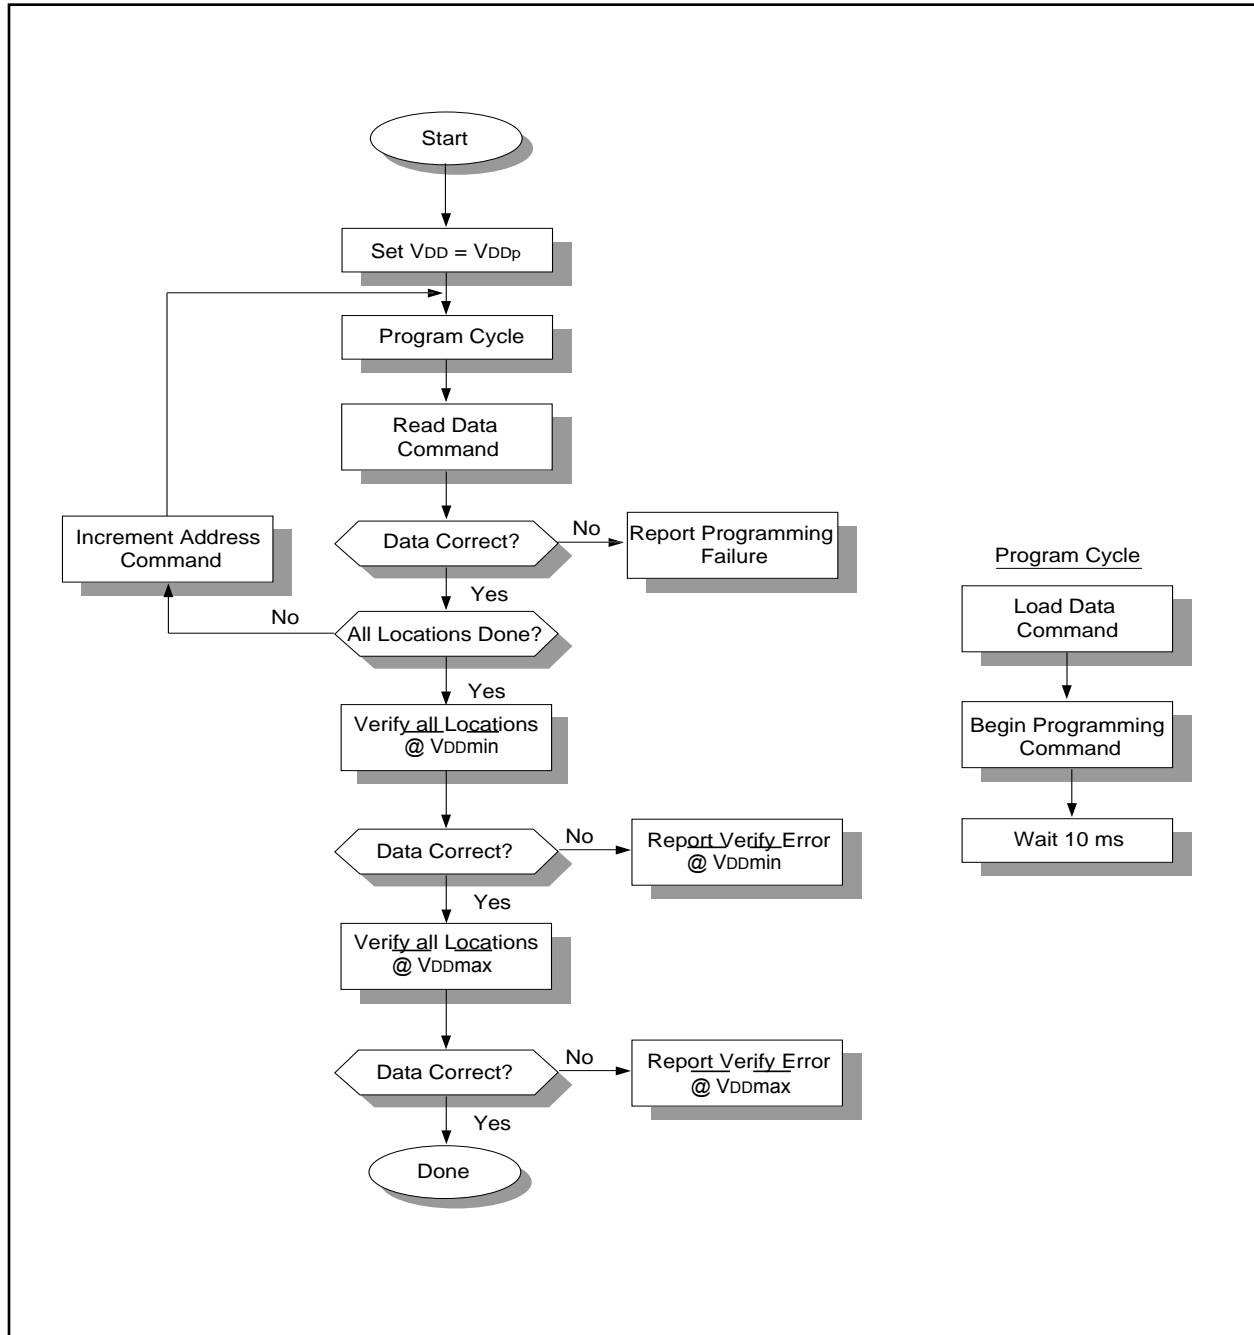 Start
Set VDD = VDDp
Program Cycle
Read Data
Command
Increment Address
Command
Data Correct?
No
Report Programming
Failure
Yes
No
All Locations Done?
Yes
Verify all Locations
@ VDDmin
Data Correct?
No
Report Verify Error
@ VDDmin
Yes
Verify all Locations
@ VDDmax
Data Correct?
No
Report Verify Error
@ VDDmax
Yes
Done
Program Cycle
Load Data
Command
Begin Programming
Command
Wait 10 ms